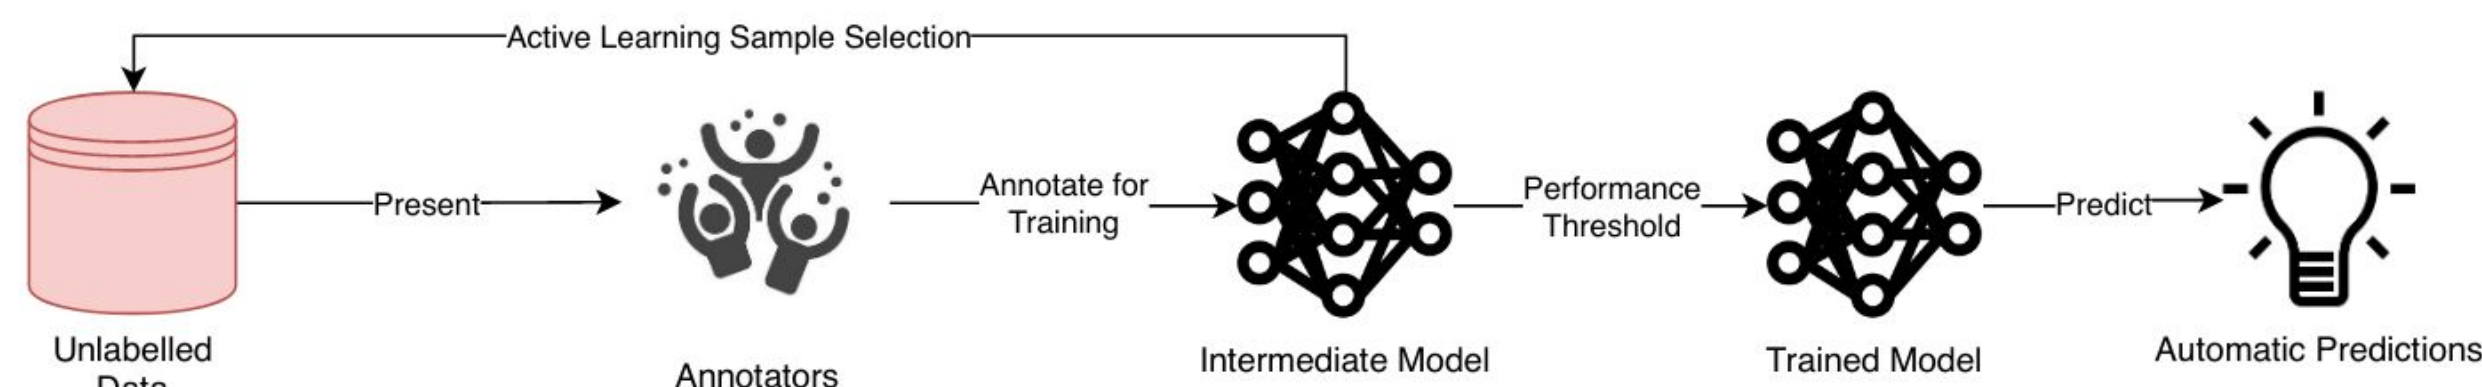 Active Learning Sample Selection
Present
Annotate for
Training
Performance
Threshold
Predict
Unlabelled
Data
Annotators
Intermediate Model
Trained Model
Automatic Predictions